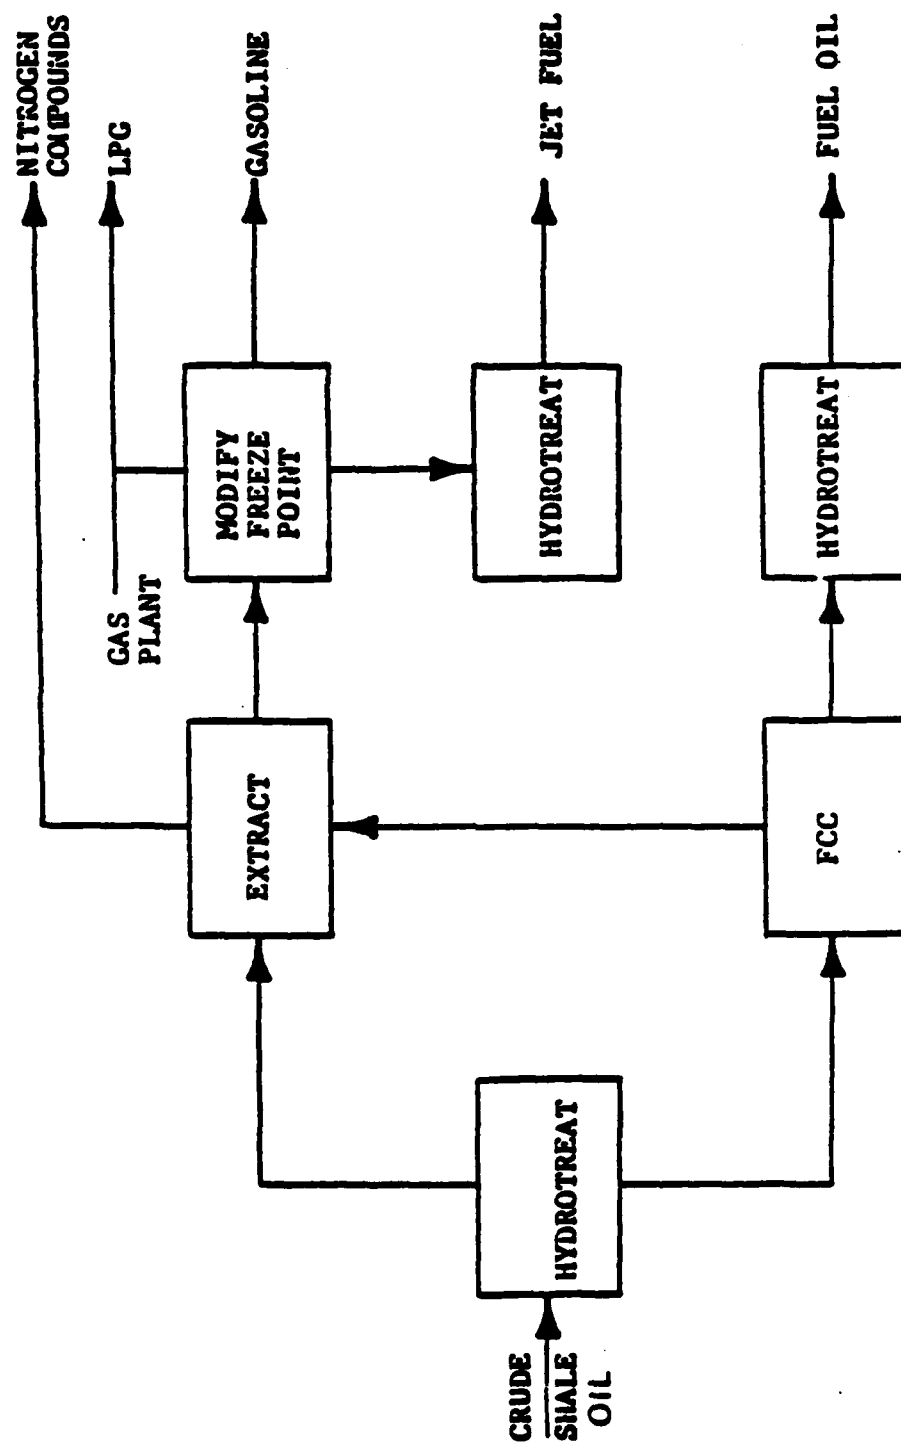 NITROGEN
COMPOUNDS
LPG
GAS
PLANT
GASOLINE
MODIFY
FREEZE
POINT
EXTRACT
JET FUEL
HYDROTREAT
HYDROTREAT
CRUDE
SHALE
OIL
FUEL OIL
HYDROTREAT
FCC